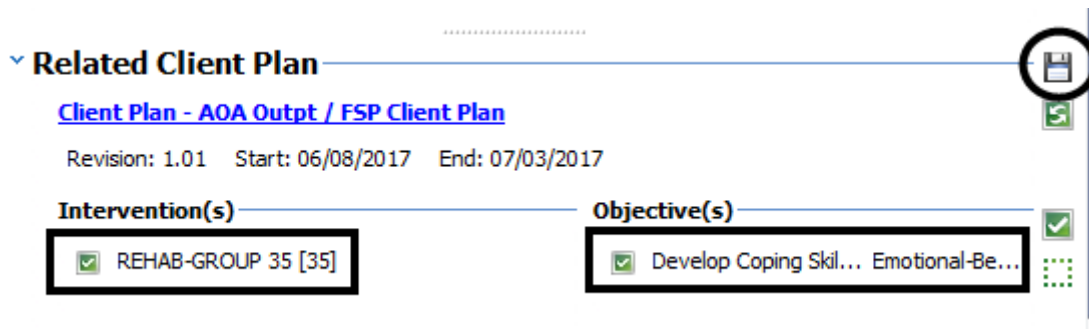 Related Client Plan
Client Plan - AOA Outpt / FSP Client Plan
Revision: 1.01 Start: 06/08/2017 End: 07/03/2017
Intervention(s) Objective(s)
REHAB-GROUP 35 [35] Develop Coping Skil... Emotional-Be...